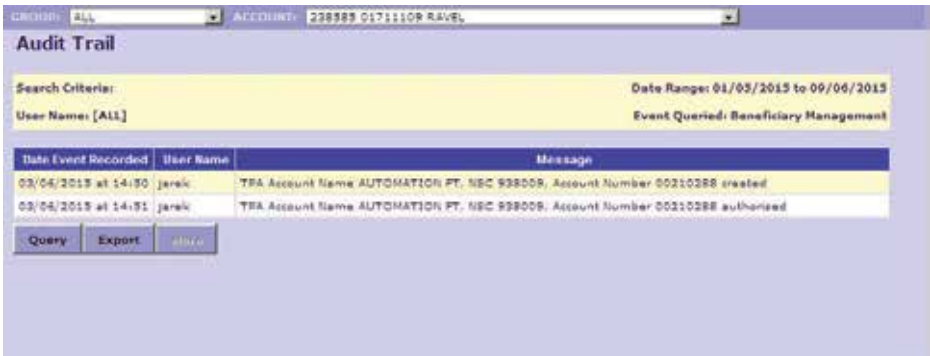 GROUP: ALL ACCOUNT: 238585 01711109 RAVEL
Audit Trail
Search Criteria: Date Range: 01/05/2015 to 09/06/2015
User Name: [ALL] Event Queried: Beneficiary Management
Date Event Recorded User Name Message
03/06/2015 at 14:50 jarek TPA Account Name AUTOMATION PT, NSC 938009, Account Number 00210288 created
03/06/2015 at 14:51 jarek TPA Account Name AUTOMATION PT, NSC 938009, Account Number 00210288 authorised
Query Export